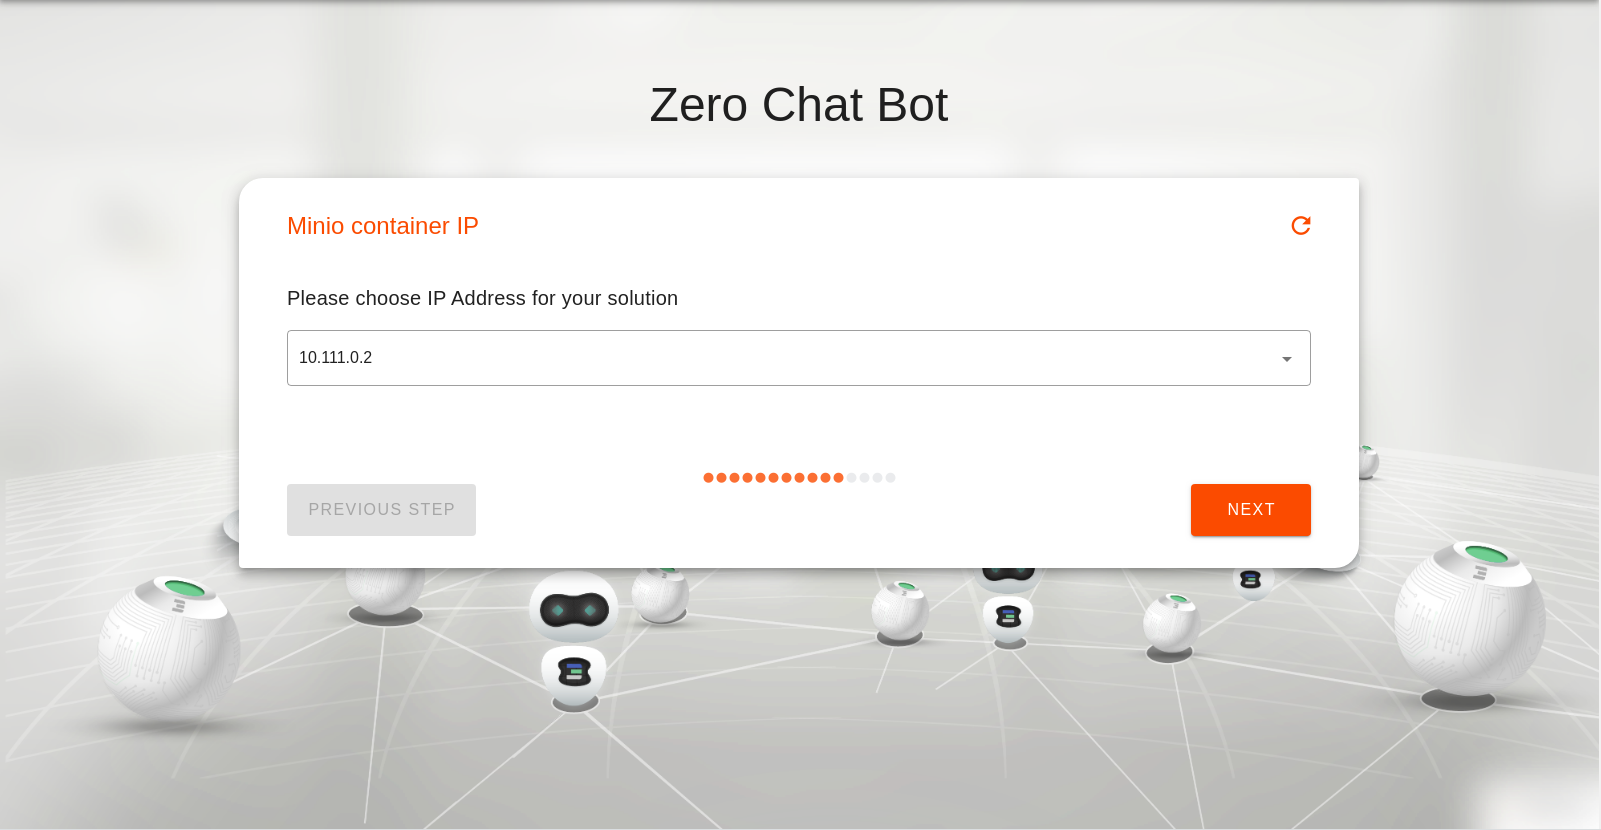 Zero Chat Bot
Minio container IP
Please choose IP Address for your solution
10.111.0.2
PREVIOUS STEP
NEXT